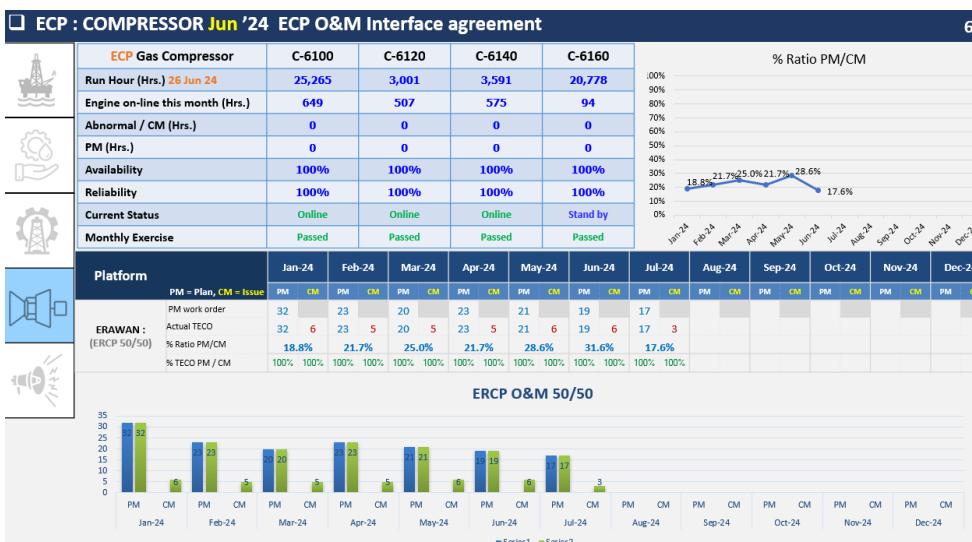 ❑ ECP : COMPRESSOR Jun ’24 ECP O&M Interface agreement 6
ECP Gas Compressor C-6100 C-6120 C-6140 C-6160
Run Hour (Hrs.) 26 Jun 24 25,265 3,001 3,591 20,778
Engine on-line this month (Hrs.) 649 507 575 94
Abnormal / CM (Hrs.) 0 0 0 0
PM (Hrs.) 0 0 0 0
Availability 100% 100% 100% 100%
Reliability 100% 100% 100% 100%
Current Status Online Online Online Stand by
Monthly Exercise Passed Passed Passed Passed
% Ratio PM/CM
100%
90%
80%
70%
60%
50%
40%
30%
20%
10%
0%
18.8% 21.7% 25.0% 21.7% 28.6% 17.6%
Jan-24 Feb-24 Mar-24 Apr-24 May-24 Jun-24 Jul-24 Aug-24 Sep-24 Oct-24 Nov-24 Dec-2
Platform Jan-24 Feb-24 Mar-24 Apr-24 May-24 Jun-24 Jul-24 Aug-24 Sep-24 Oct-24 Nov-24 Dec-2
PM = Plan, CM = Issue PM CM PM CM PM CM PM CM PM CM PM CM PM CM PM CM PM CM PM CM PM CM PM
ERAWAN :
(ERCP 50/50)
PM work order 32 23 20 23 21 19 17
Actual TECO 32 6 23 5 20 5 23 5 21 6 19 6 17 3
% Ratio PM/CM 18.8% 21.7% 25.0% 21.7% 28.6% 31.6% 17.6%
% TECO PM / CM 100% 100% 100% 100% 100% 100% 100% 100% 100% 100% 100% 100% 100% 100%
ERCP O&M 50/50
35
30
25
20
15
10
5
0
32 32 6 23 23 5 20 20 5 23 23 5 21 21 6 19 19 6 17 17 3
PM CM PM CM PM CM PM CM PM CM PM CM PM CM PM CM PM CM PM CM PM CM PM CM
Jan-24 Feb-24 Mar-24 Apr-24 May-24 Jun-24 Jul-24 Aug-24 Sep-24 Oct-24 Nov-24 Dec-24
Series1 Series2